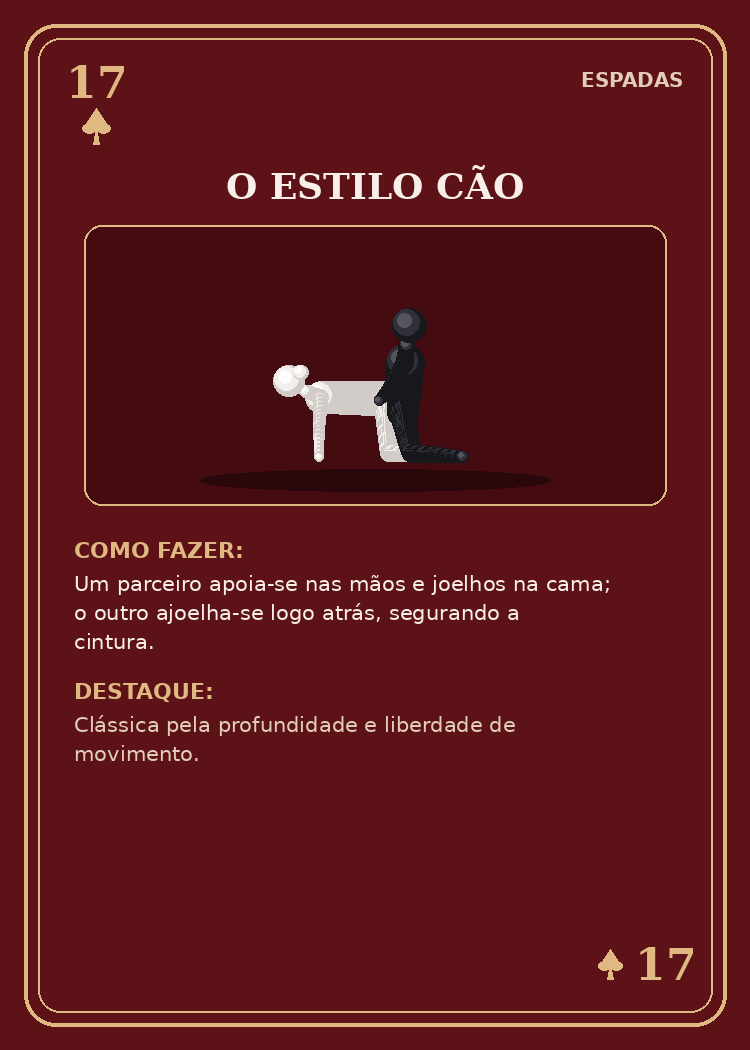 17
ESPADAS
O ESTILO CÃO
COMO FAZER:
Um parceiro apoia-se nas mãos e joelhos na cama;
o outro ajoelha-se logo atrás, segurando a
cintura.
DESTAQUE:
Clássica pela profundidade e liberdade de
movimento.
17